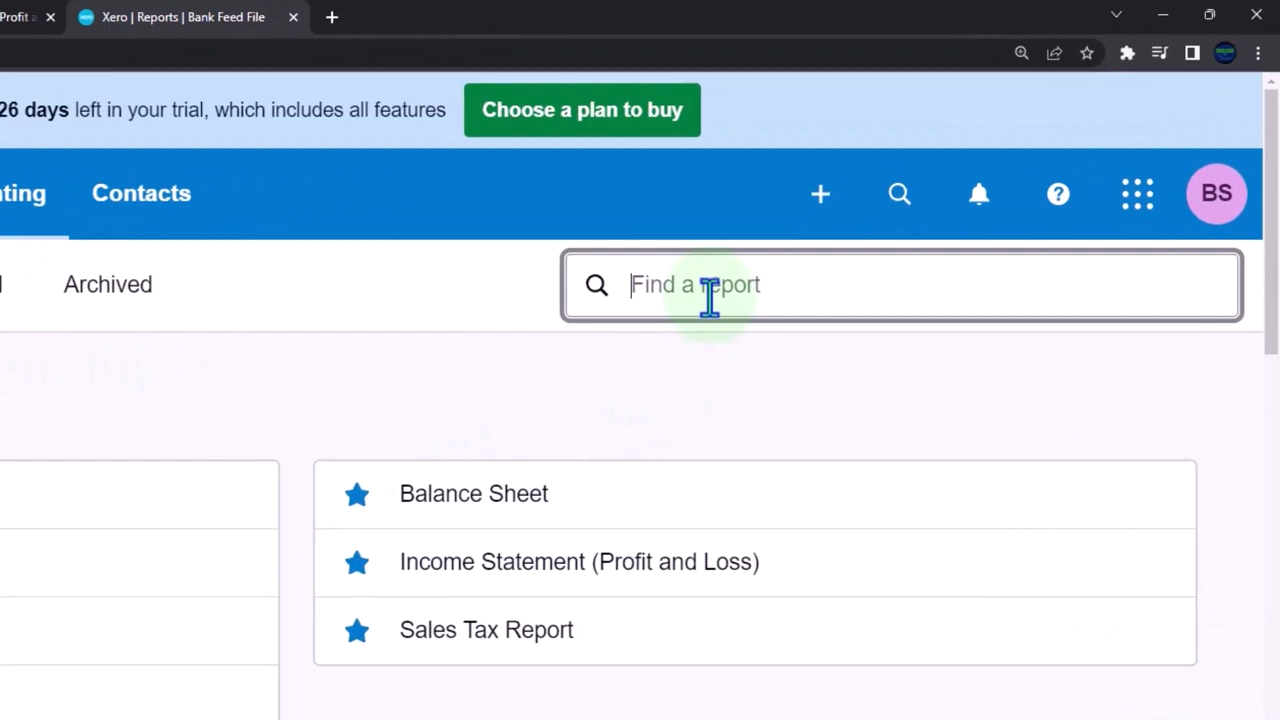 Profit a
xero
Xero | Reports | Bank Feed File
26 days left in your trial, which includes all features
Choose a plan to buy
nting
Contacts
BS
Archived
Find a report
Balance Sheet
Income Statement (Profit and Loss)
Sales Tax Report